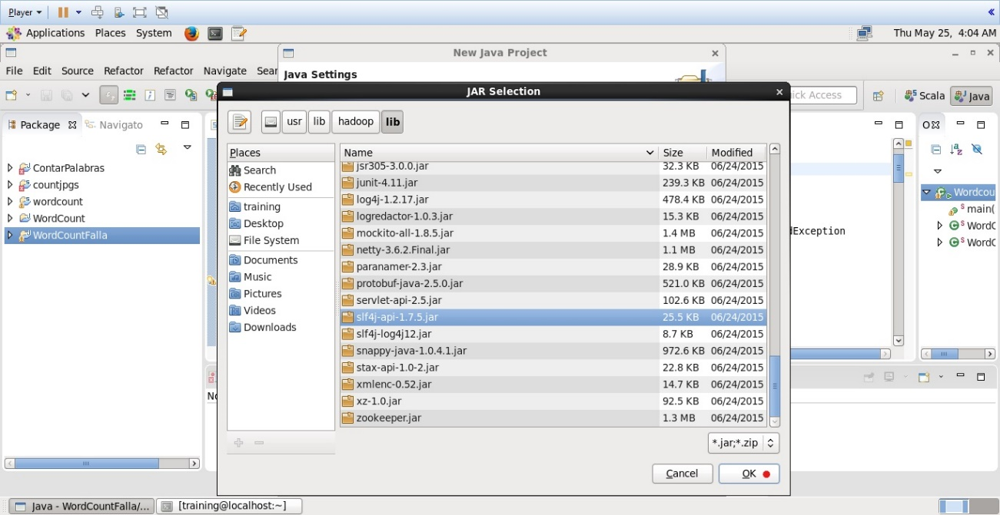 Player
Applications Places System
Thu May 25, 4:04 AM
New Java Project
File Edit Source Refactor Refactor Navigate Sear
Java Settings
JAR Selection
ick Access
Scala
Java
Package
Navigato
usr
lib
hadoop
lib
Places
Name Size Modified
Search
Recently Used
training
Desktop
File System
Documents
Music
Pictures
Videos
Downloads
jsr305-3.0.0.jar 32.3 KB 06/24/2015
junit-4.11.jar 239.3 KB 06/24/2015
log4j-1.2.17.jar 478.4 KB 06/24/2015
logredactor-1.0.3.jar 15.3 KB 06/24/2015
mockito-all-1.8.5.jar 1.4 MB 06/24/2015
netty-3.6.2.Final.jar 1.1 MB 06/24/2015
paranamer-2.3.jar 28.9 KB 06/24/2015
protobuf-java-2.5.0.jar 521.0 KB 06/24/2015
servlet-api-2.5.jar 102.6 KB 06/24/2015
slf4j-api-1.7.5.jar 25.5 KB 06/24/2015
slf4j-log4j12.jar 8.7 KB 06/24/2015
snappy-java-1.0.4.1.jar 972.6 KB 06/24/2015
stax-api-1.0-2.jar 22.8 KB 06/24/2015
xmlenc-0.52.jar 14.7 KB 06/24/2015
xz-1.0.jar 92.5 KB 06/24/2015
zookeeper.jar 1.3 MB 06/24/2015
*.jar;*.zip
Cancel
OK
ContarPalabras
countjpgs
wordcount
WordCount
WordCountFalla
Exception
O
Wordcou
main(
WordC
WordC
No
Java - WordCountFalla/...
[training@localhost:~]